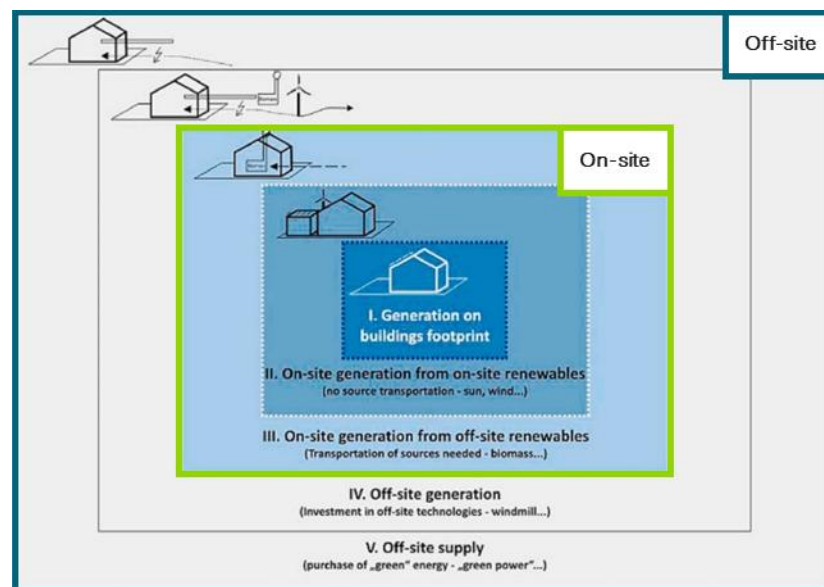 Off-site
On-site
I. Generation on
buildings footprint
II. On-site generation from on-site renewables
(no source transportation - sun, wind...)
III. On-site generation from off-site renewables
(Transportation of sources needed - biomass...)
IV. Off-site generation
(Investment in off-site technologies - windmill...)
V. Off-site supply
(purchase of „green“ energy - „green power“...)